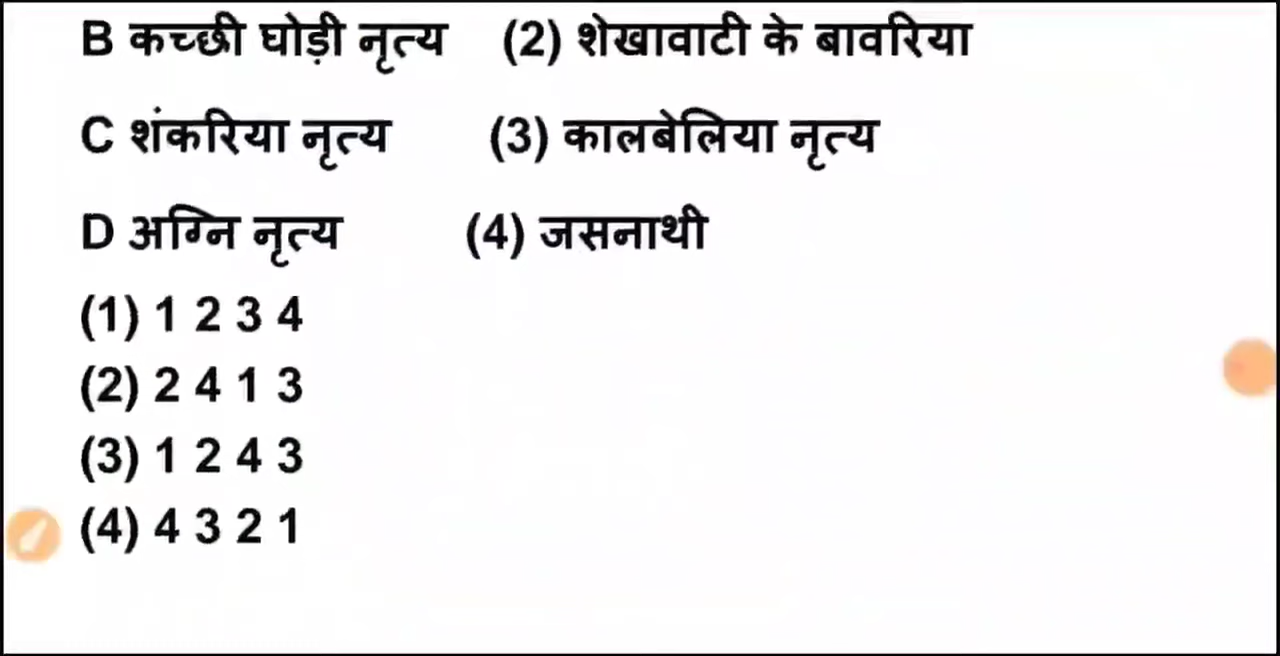 B कच्छी घोड़ी नृत्य (2) शेखावाटी के बावरिया
C शंकरिया नृत्य (3) कालबेलिया नृत्य
D अग्नि नृत्य (4) जसनाथी
(1) 1 2 3 4
(2) 2 4 1 3
(3) 1 2 4 3
(4) 4 3 2 1